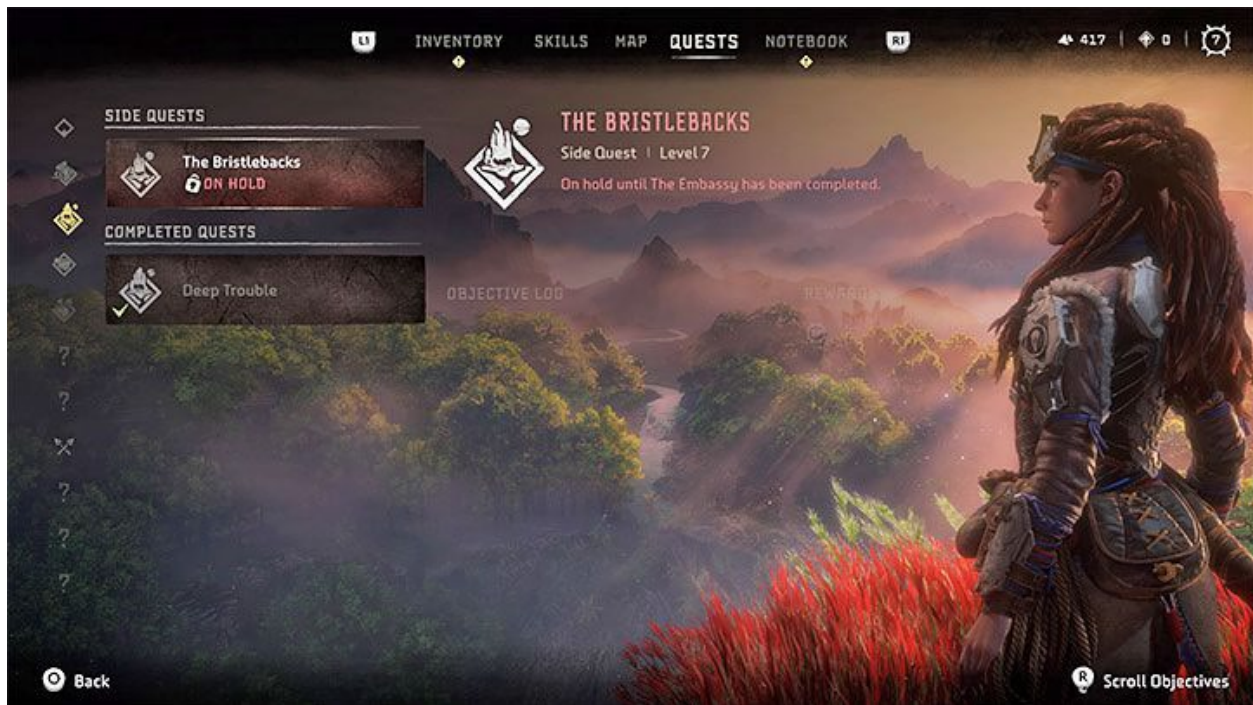 L1 INVENTORY SKILLS MAP QUESTS NOTEBOOK R1 417 | 0 | 7
SIDE QUESTS
The Bristlebacks
ON HOLD
COMPLETED QUESTS
Deep Trouble
THE BRISTLEBACKS
Side Quest | Level 7
On hold until The Embassy has been completed.
OBJECTIVE LOG REWARDS
?
?
?
?
?
Back
R Scroll Objectives